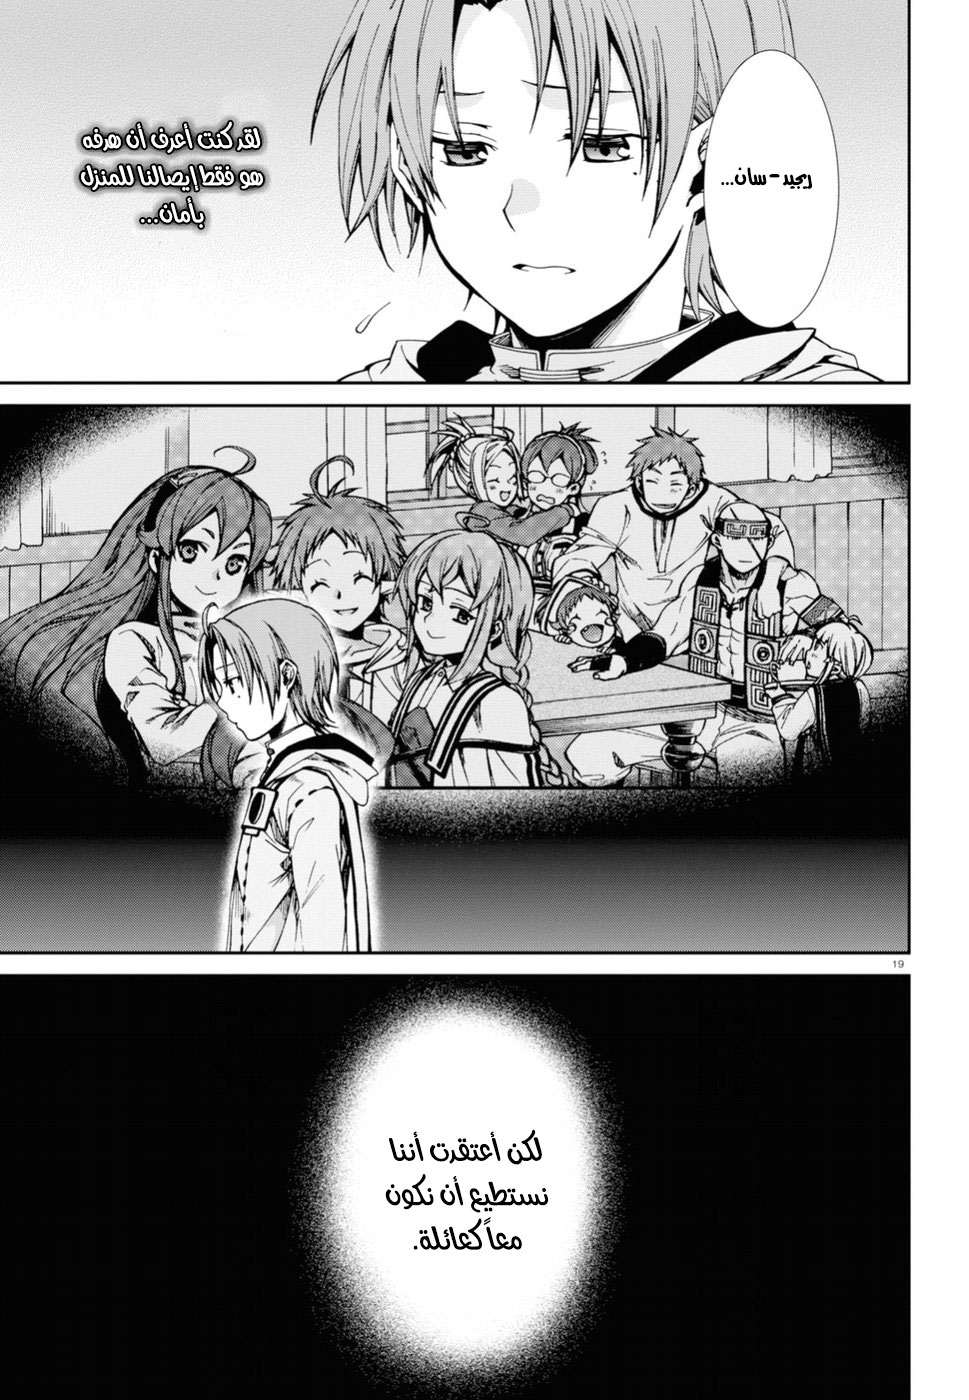 ريجيد-سان...
لقد كنت أعرف أن هدفه
هو فقط إيصالنا للمنزل
بأمان...
19
لكن أعتقدت أننا
نستطيع أن نكون
معاً كعائلة.